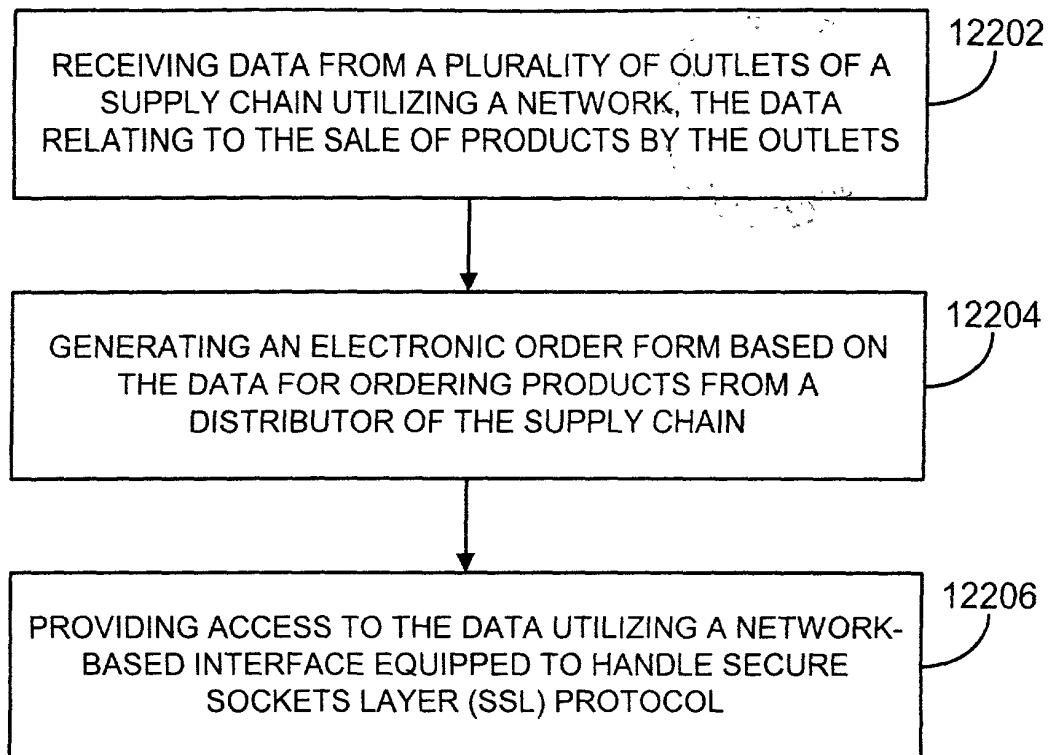 12202
RECEIVING DATA FROM A PLURALITY OF OUTLETS OF A
SUPPLY CHAIN UTILIZING A NETWORK, THE DATA
RELATING TO THE SALE OF PRODUCTS BY THE OUTLETS
12204
GENERATING AN ELECTRONIC ORDER FORM BASED ON
THE DATA FOR ORDERING PRODUCTS FROM A
DISTRIBUTOR OF THE SUPPLY CHAIN
12206
PROVIDING ACCESS TO THE DATA UTILIZING A NETWORK-
BASED INTERFACE EQUIPPED TO HANDLE SECURE
SOCKETS LAYER (SSL) PROTOCOL